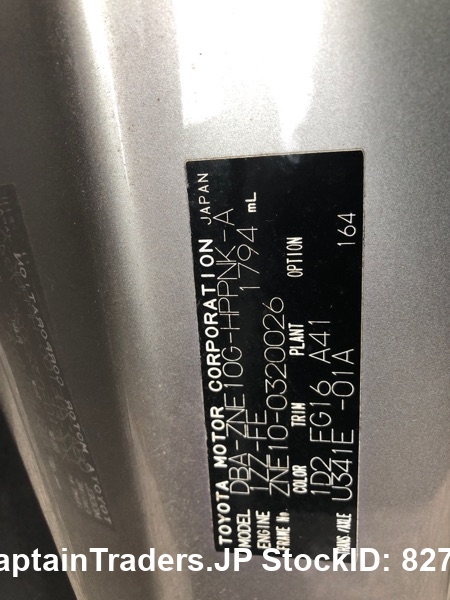 TOYOTA MOTOR CORPORATION JAPAN
MODEL DBA-ZNE10G-HPPNK-A
ENGINE 1ZZ-FE 1794 mL
FRAME No. ZNE10-0320026
COLOR TRIM PLANT OPTION
1D2 FG16 A41 164
TRANS/AXLE U341E -01A
aptainTraders.JP StockID: 827